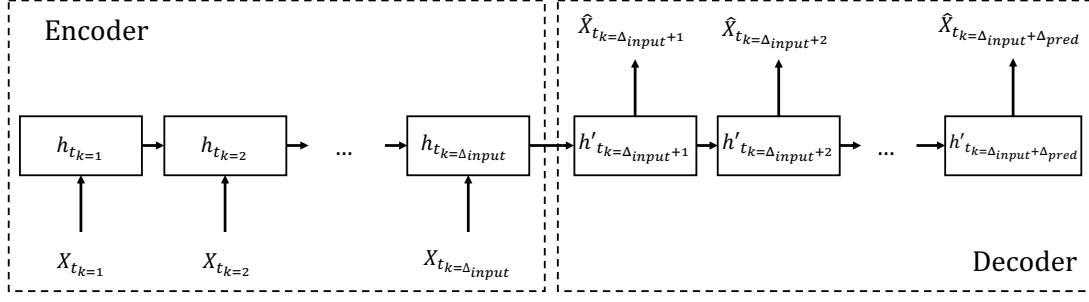 Encoder
X̂_{t_{k=Δ_{input}+1}} X̂_{t_{k=Δ_{input}+2}} X̂_{t_{k=Δ_{input}+Δ_{pred}}}
h_{t_{k=1}} h_{t_{k=2}} ... h_{t_{k=Δ_{input}}} h'_{t_{k=Δ_{input}+1}} h'_{t_{k=Δ_{input}+2}} ... h'_{t_{k=Δ_{input}+Δ_{pred}}}
X_{t_{k=1}} X_{t_{k=2}} X_{t_{k=Δ_{input}}}
Decoder